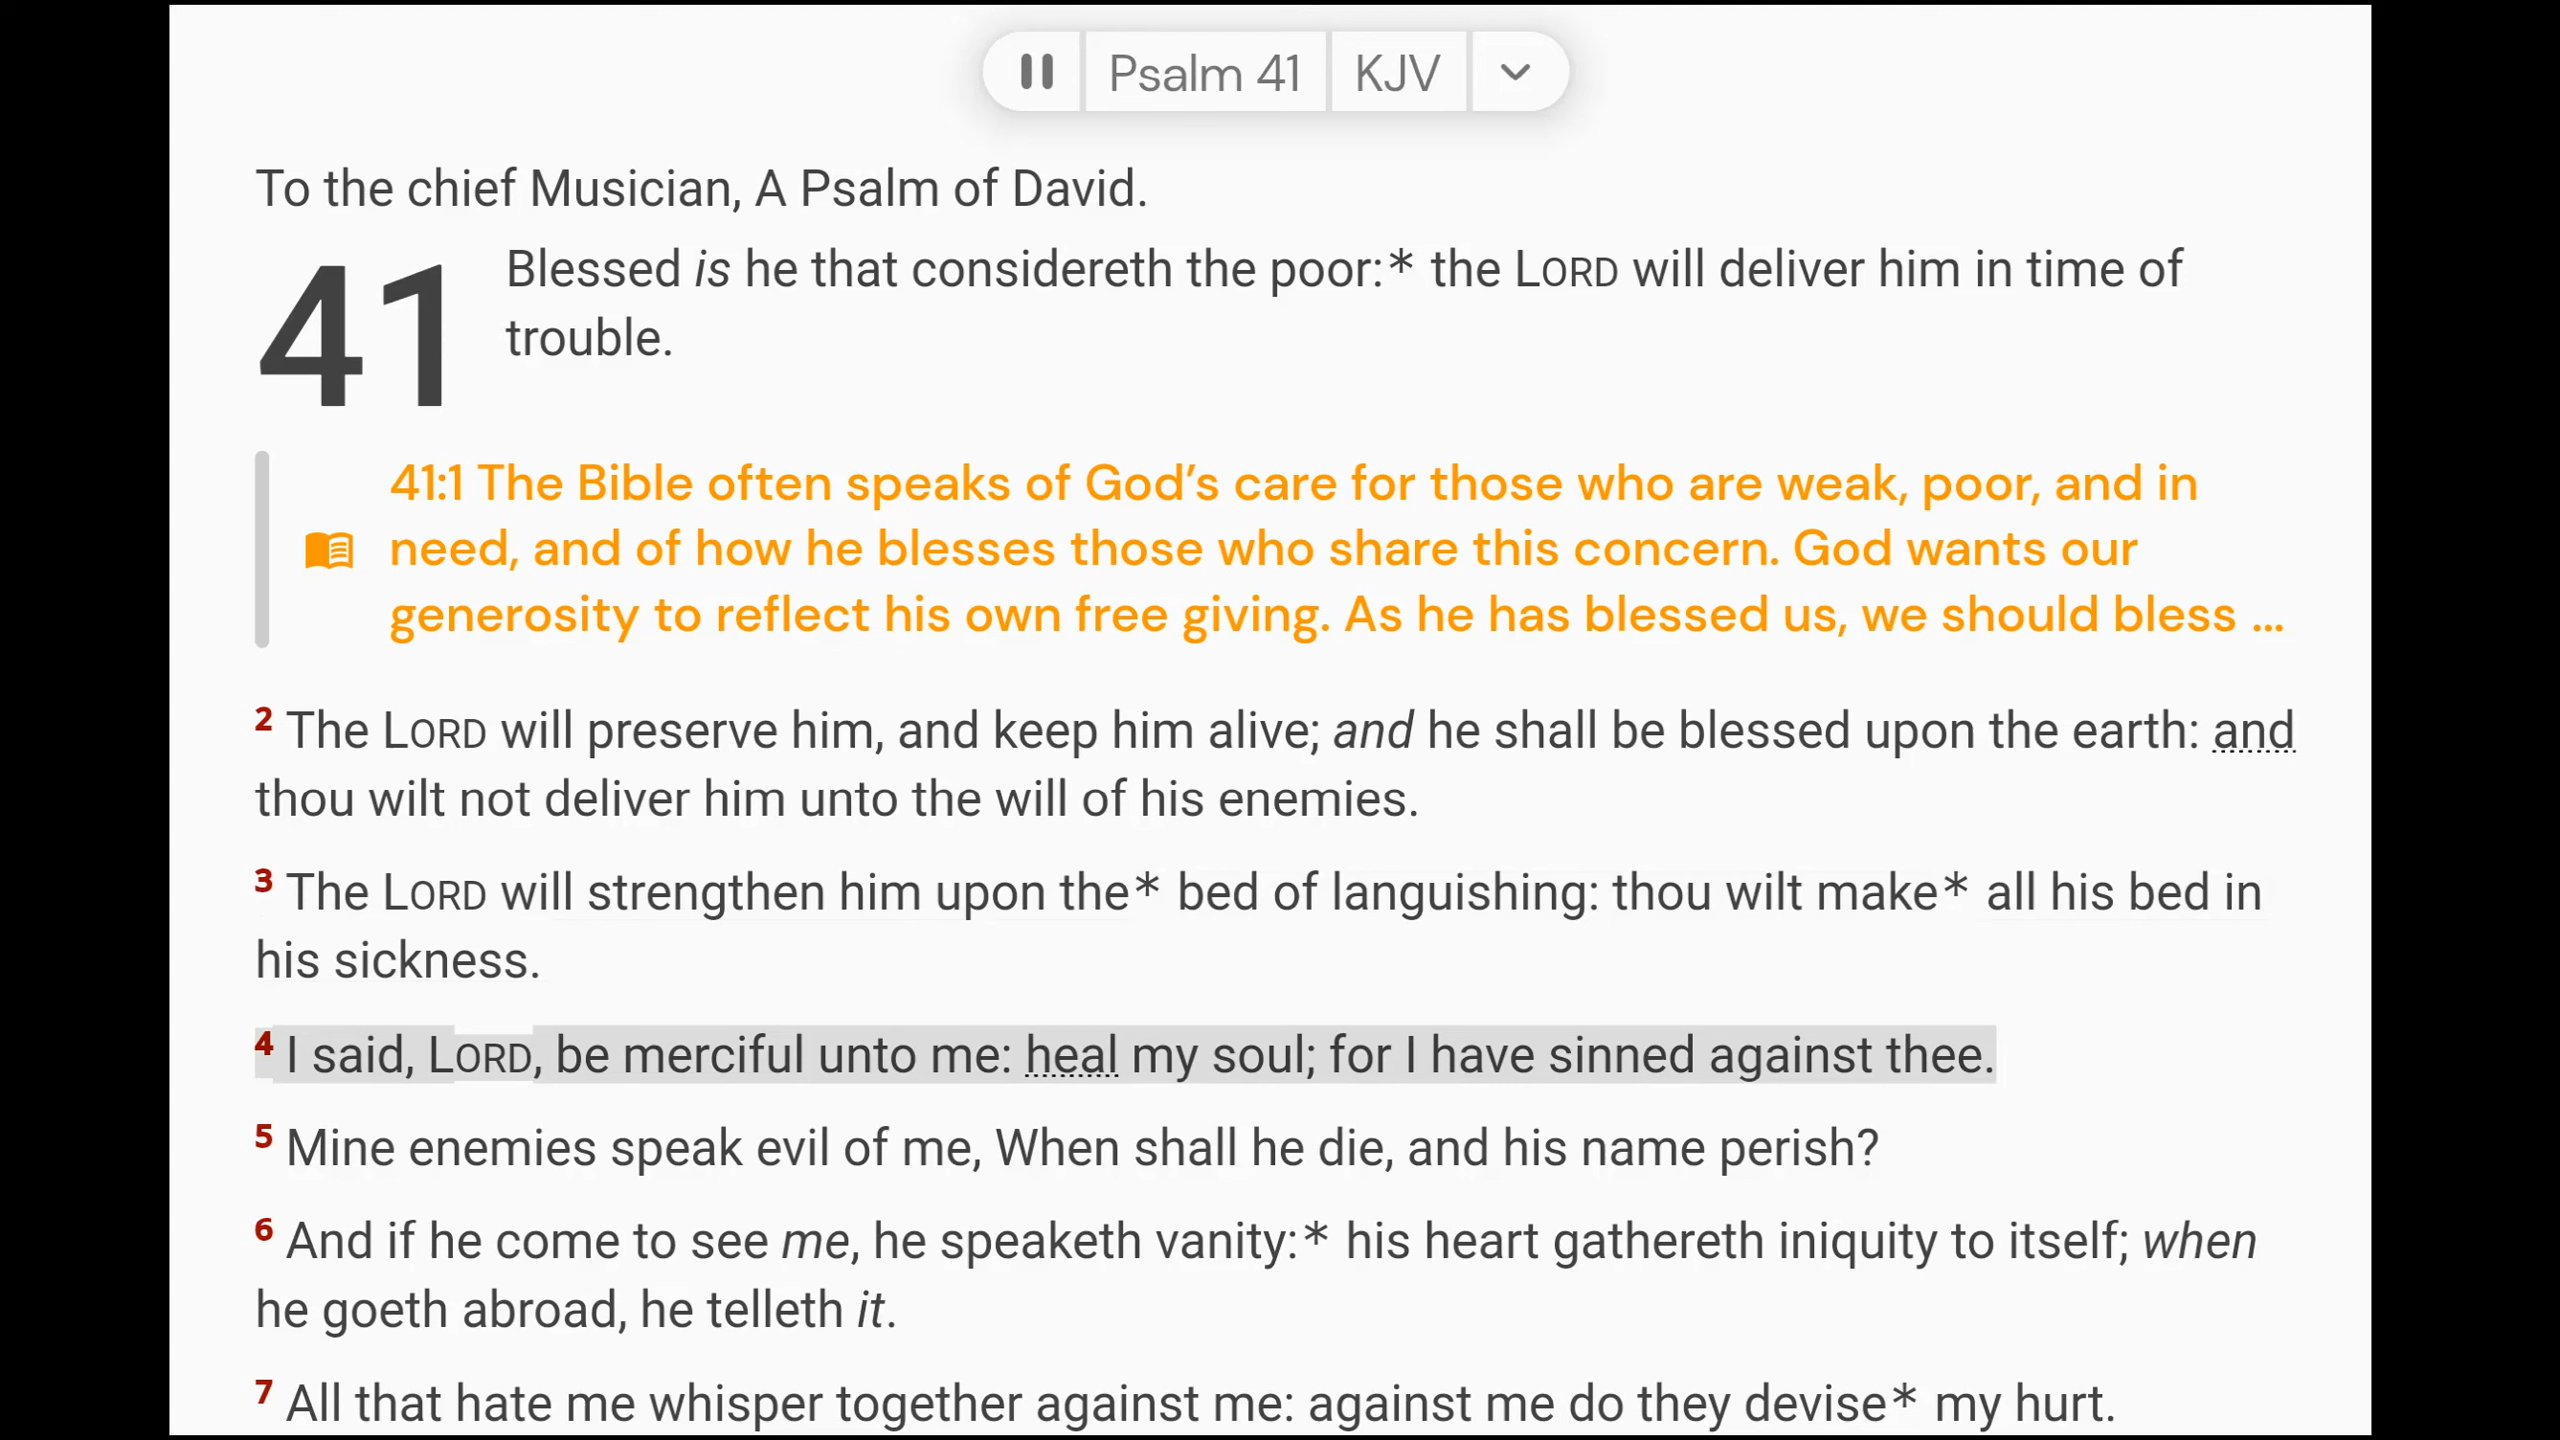 Psalm 41 KJV
To the chief Musician, A Psalm of David.
41 Blessed is he that considereth the poor:* the LORD will deliver him in time of
trouble.
41:1 The Bible often speaks of God’s care for those who are weak, poor, and in
need, and of how he blesses those who share this concern. God wants our
generosity to reflect his own free giving. As he has blessed us, we should bless ...
2 The LORD will preserve him, and keep him alive; and he shall be blessed upon the earth: and
thou wilt not deliver him unto the will of his enemies.
3 The LORD will strengthen him upon the* bed of languishing: thou wilt make* all his bed in
his sickness.
4 I said, LORD, be merciful unto me: heal my soul; for I have sinned against thee.
5 Mine enemies speak evil of me, When shall he die, and his name perish?
6 And if he come to see me, he speaketh vanity:* his heart gathereth iniquity to itself; when
he goeth abroad, he telleth it.
7 All that hate me whisper together against me: against me do they devise* my hurt.